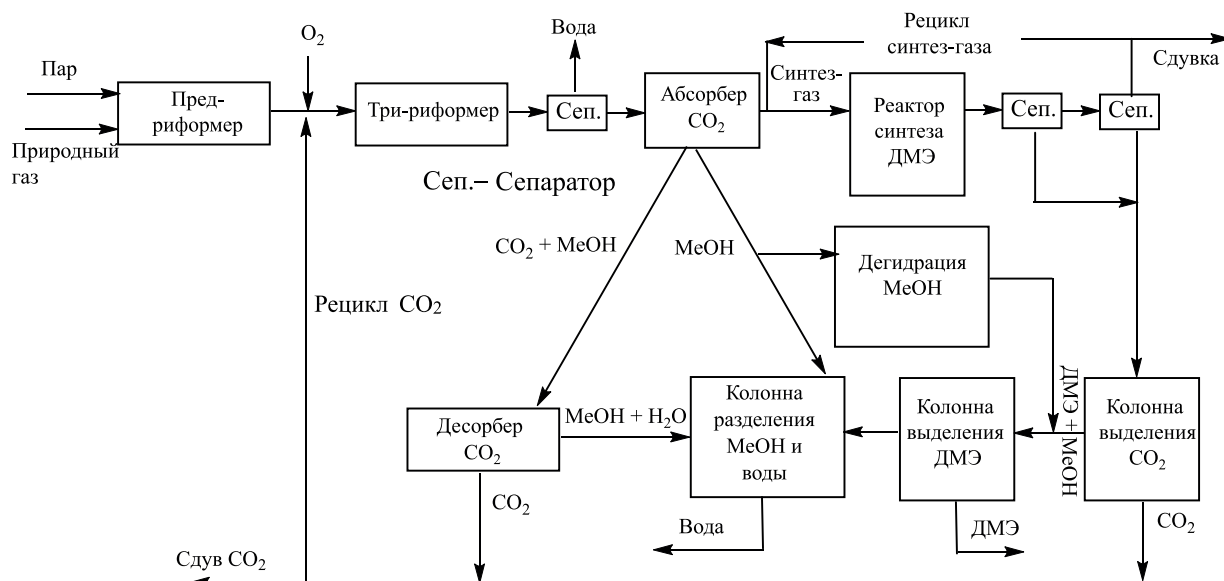 Пар
Природный
газ
Пред-
риформер
O2
Три-риформер
Вода
Сеп.
Абсорбер
CO2
Рецикл
синтез-газа
Синтез-
газ
Реактор
синтеза
ДМЭ
Сеп.
Сеп.
Сдувка
Сеп.– Сепаратор
CO2 + MeOH
MeOH
Дегидрация
MeOH
Рецикл CO2
Десорбер
CO2
MeOH + H2O
Колонна
разделения
MeOH и
воды
Колонна
выделения
ДМЭ
ДМЭ + MeOH
Колонна
выделения
CO2
CO2
Вода
ДМЭ
CO2
Сдув CO2